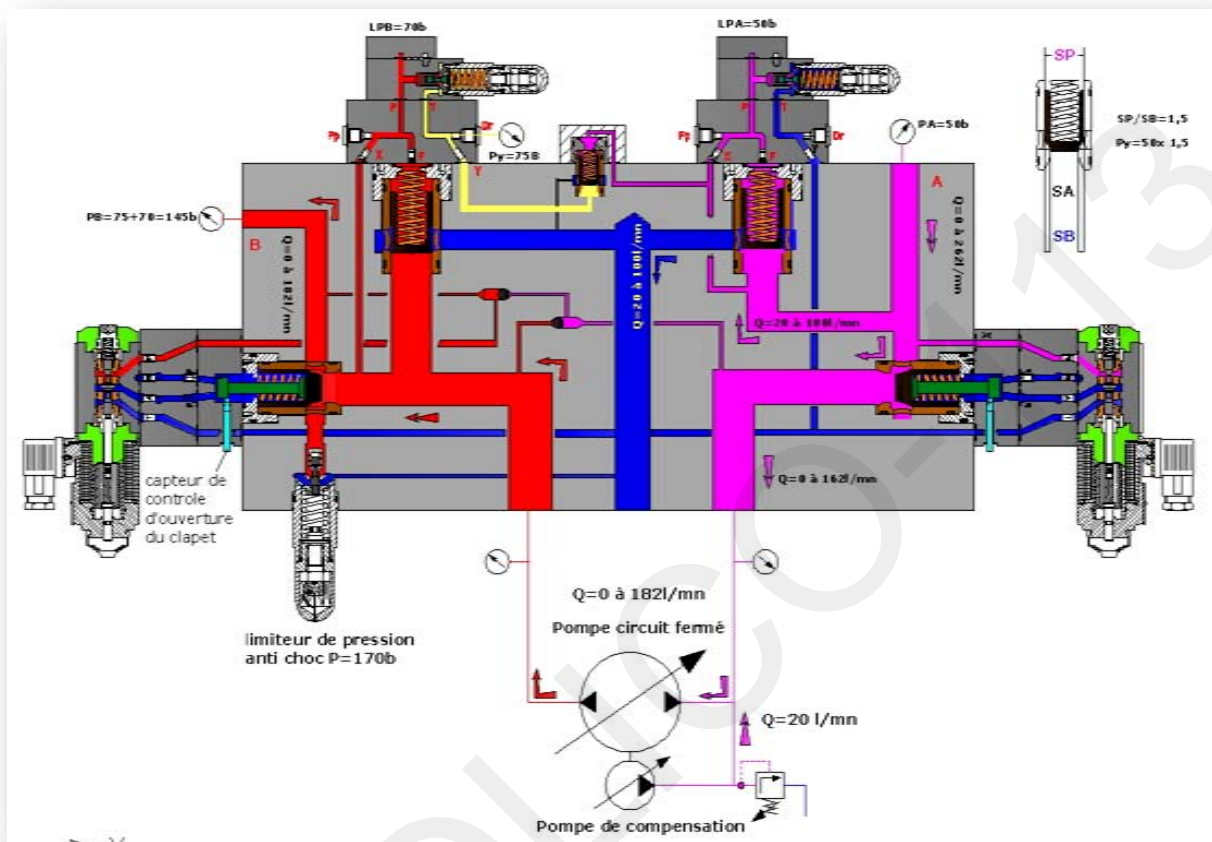 LPB=70b
LPA=50b
SP
P
T
P
T
Pp
Dr
Pp
Dr
PA=50b
SP/SB=1,5
Py=75B
Py=50x 1,5
X
F
Y
X
F
A
SA
SB
PB=75+70=145b
B
Q=0 à 182l/mn
Q=20 à 100l/mn
Q=0 à 262l/mn
Q=20 à 100l/mn
capteur de
controle
d'ouverture
du clapet
Q=0 à 162l/mn
limiteur de pression
anti choc P=170b
Q=0 à 182l/mn
Pompe circuit fermé
Q=20 l/mn
Pompe de compensation